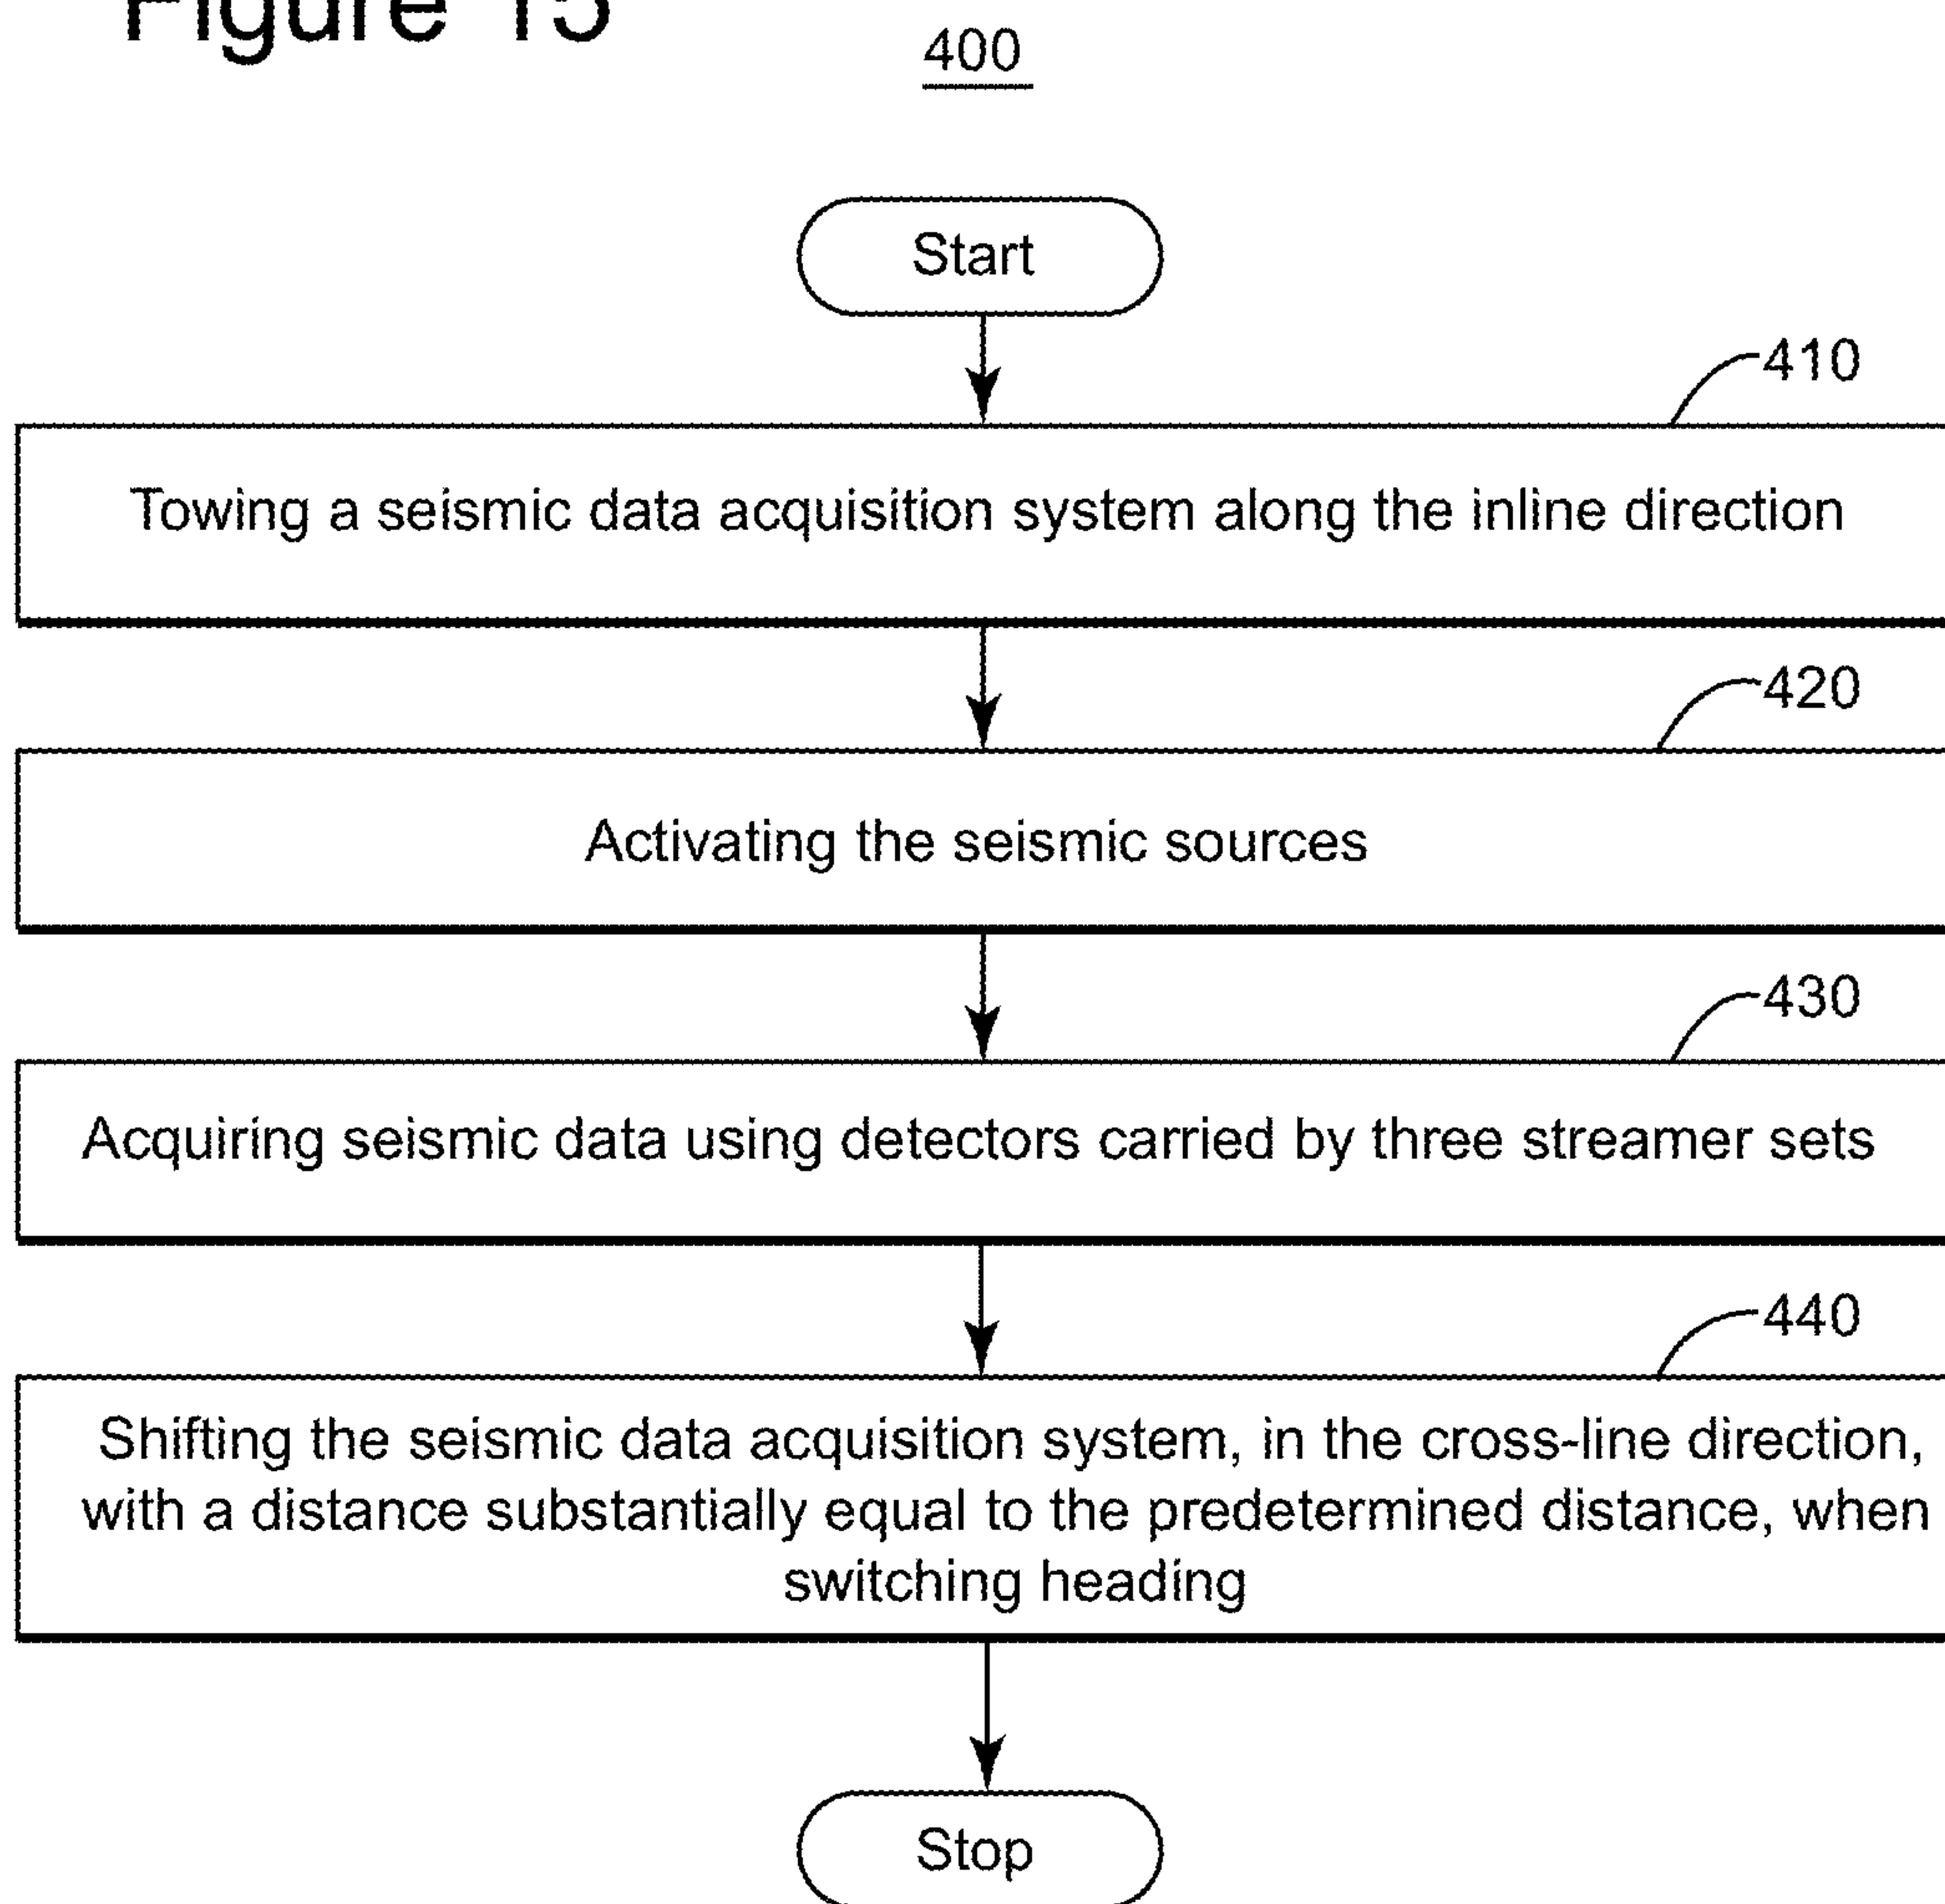 Figure 15
400
Start
410
Towing a seismic data acquisition system along the inline direction
420
Activating the seismic sources
430
Acquiring seismic data using detectors carried by three streamer sets
440
Shifting the seismic data acquisition system, in the cross-line direction,
with a distance substantially equal to the predetermined distance, when
switching heading
Stop